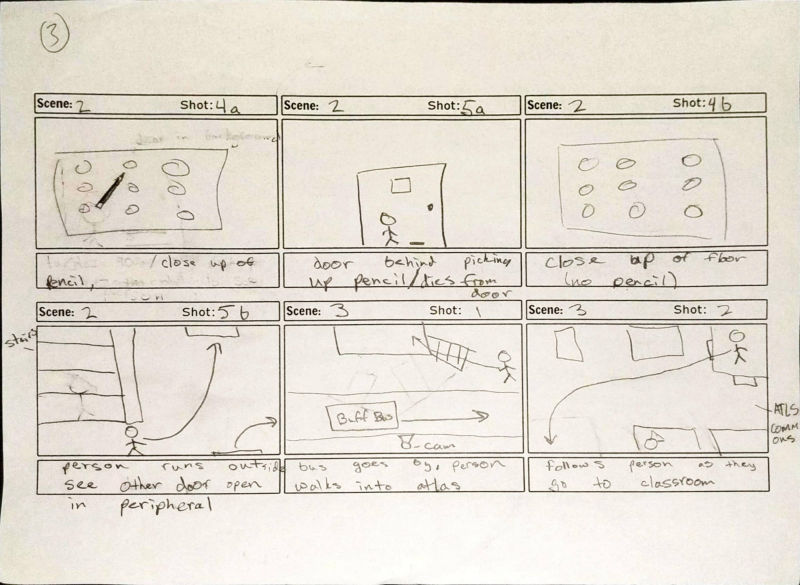 3
Scene: 2 Shot: 4a
Scene: 2 Shot: 5a
Scene: 2 Shot: 4b
door in background
/close up of
pencil,
door behind picking
up pencil/dies from
door
close up of floor
(no pencil)
Scene: 2 Shot: 5b
Scene: 3 Shot: 1
Scene: 3 Shot: 2
stairs
Buff Bus
cam
ATLS
COMM
ONS
person runs outside
see other door open
in peripheral
bus goes by, person
walks into atlas
follows person as they
go to classroom